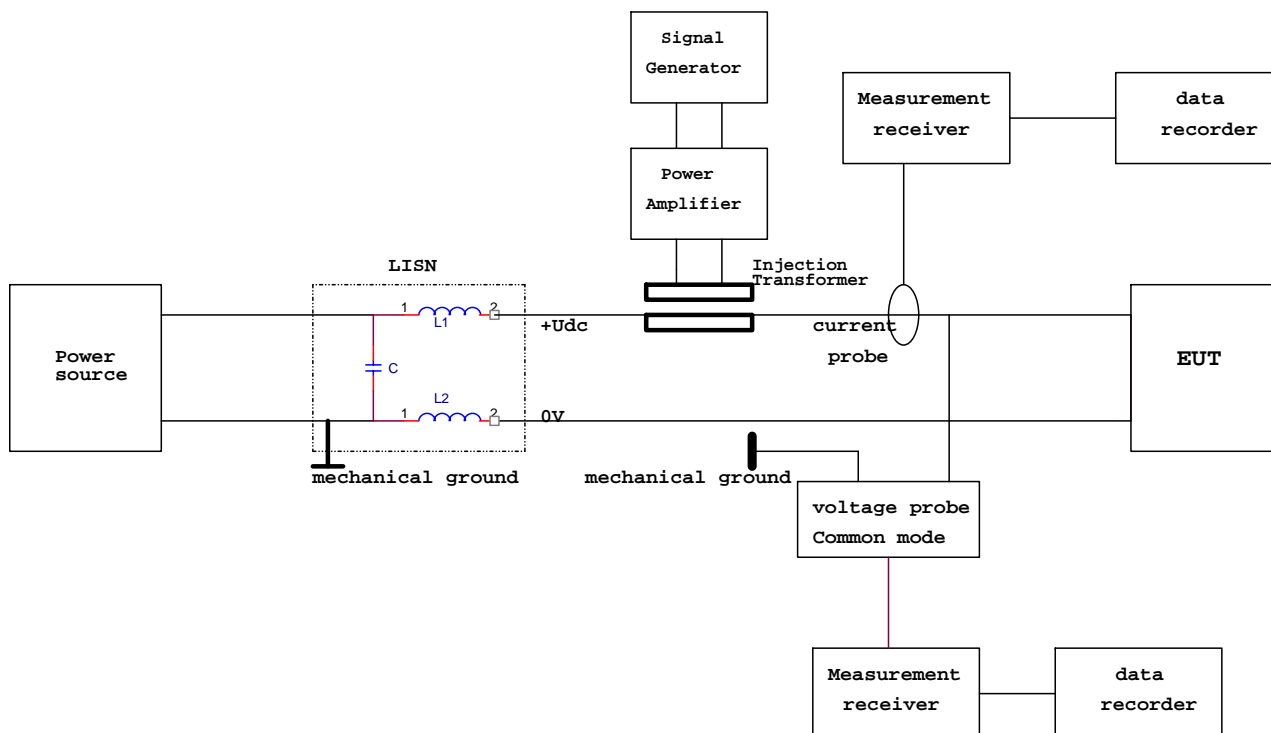 Signal
Generator
Measurement
receiver
data
recorder
Power
Amplifier
LISN
Injection
Transformer
1
2
L1
+Udc
current
probe
Power
source
C
EUT
L2
1
2
0V
mechanical ground
mechanical ground
voltage probe
Common mode
Measurement
receiver
data
recorder